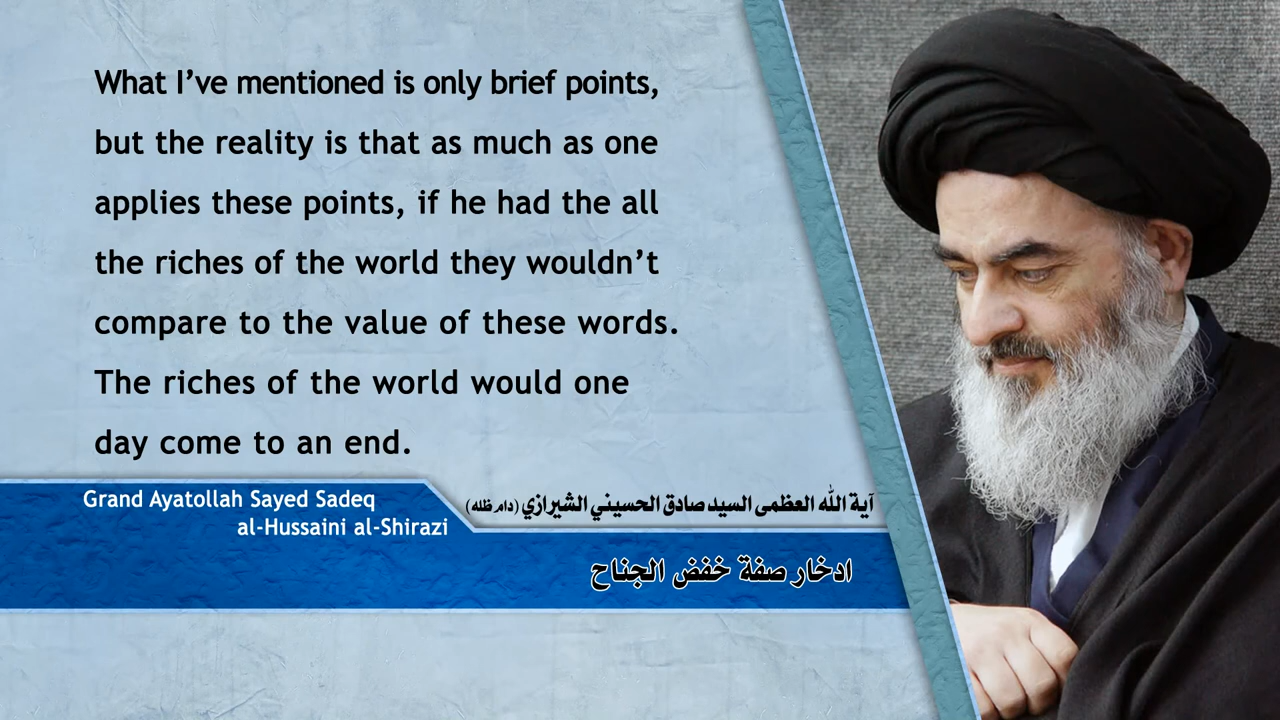 What I’ve mentioned is only brief points,
but the reality is that as much as one
applies these points, if he had the all
the riches of the world they wouldn’t
compare to the value of these words.
The riches of the world would one
day come to an end.
Grand Ayatollah Sayed Sadeq
al-Hussaini al-Shirazi
آية الله العظمى السيد صادق الحسيني الشيرازي (دام ظله)
ادخار صفة خفض الجناح